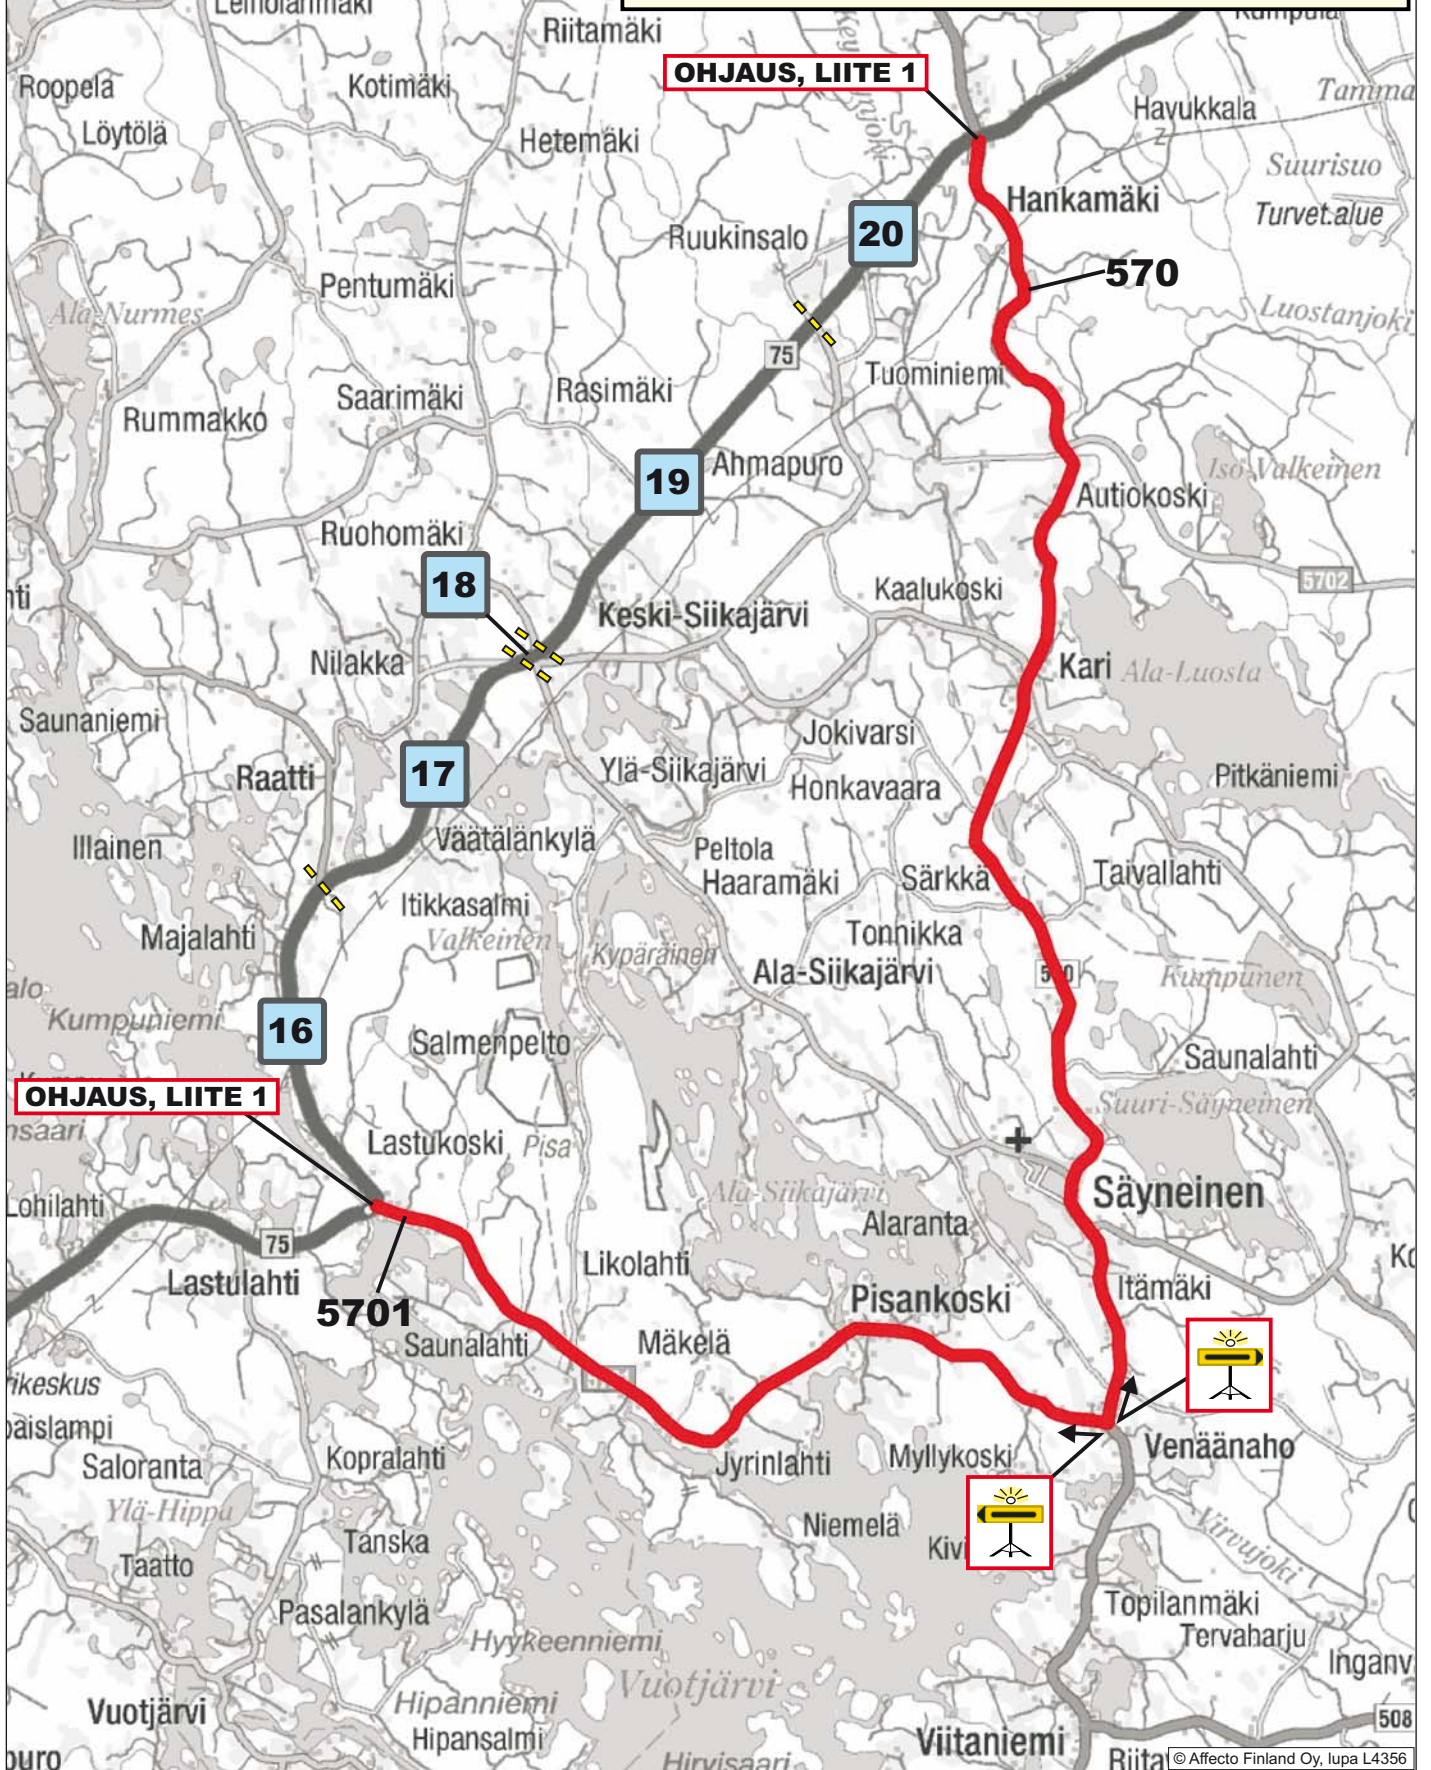 Riitamäki
OHJAUS, LIITE 1
Roopela
Kotimäki
Havukkala
Löytölä
Hetemäki
Suurisuo
Hankamäki
Turvet.alue
Ruukinsalo
20
570
Pentumäki
Ala-Nurmes
Luostanjoki
75
Tuominiemi
Rasimäki
Saarimäki
Rummakko
Ahmapuro
Iso-Valkeinen
19
Autiokoski
Ruohomäki
18
5702
Kaalukoski
Keski-Siikajärvi
Nilakka
Kari
Ala-Luosta
Saunaniemi
Jokivarsi
17
Ylä-Siikajärvi
Raatti
Pitkäniemi
Honkavaara
Väätälänkylä
Illainen
Peltola
Haaramäki
Särkkä
Taivallahti
Itikkasalmi
Majalahti
Valkeinen
Tonnikka
Kypäräinen
Ala-Siikajärvi
Kumpunen
Kumpuniemi
16
Salmenpelto
Saunalahti
OHJAUS, LIITE 1
Suuri-Säyneinen
Lastukoski
Pisa
Ala-Siikajärvi
Säyneinen
Lohilahti
Alaranta
75
Likolahti
Lastulahti
Itämäki
5701
Pisankoski
Saunalahti
Mäkelä
Venäänaho
Kopralahti
Saloranta
Jyrinlahti
Myllykoski
Ylä-Hippa
Niemelä
Virvujoki
Tanska
Taatto
Topilanmäki
Pasalankylä
Tervaharju
Hyykeenniemi
Vuotjärvi
Hipanniemi
Vuotjärvi
508
Hipansalmi
Viitaniemi
Hirvisaari
© Affecto Finland Oy, lupa L4356